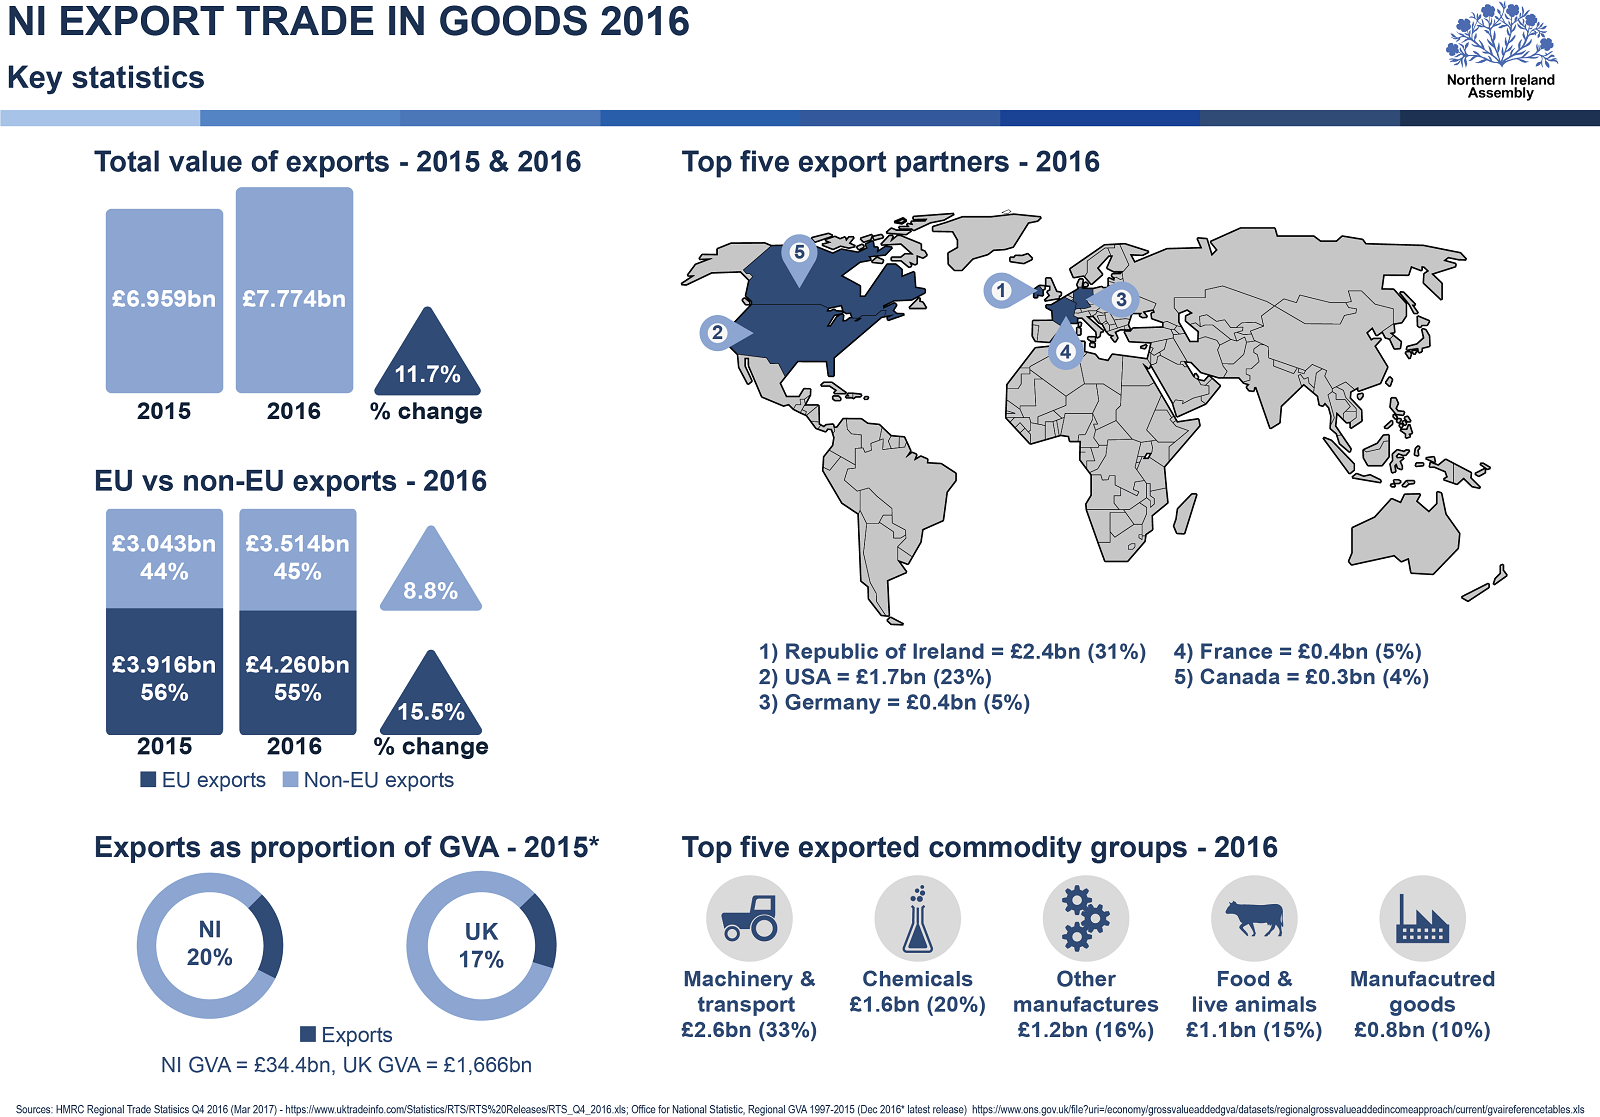 NI EXPORT TRADE IN GOODS 2016
Key statistics
Northern Ireland
Assembly
Total value of exports - 2015 & 2016
£6.959bn
£7.774bn
11.7%
2015
2016
% change
EU vs non-EU exports - 2016
£3.043bn
44%
£3.514bn
45%
8.8%
£3.916bn
56%
£4.260bn
55%
15.5%
2015
2016
% change
EU exports
Non-EU exports
Top five export partners - 2016
5
1
3
2
4
1) Republic of Ireland = £2.4bn (31%)
2) USA = £1.7bn (23%)
3) Germany = £0.4bn (5%)
4) France = £0.4bn (5%)
5) Canada = £0.3bn (4%)
Exports as proportion of GVA - 2015*
NI
20%
UK
17%
Exports
NI GVA = £34.4bn, UK GVA = £1,666bn
Top five exported commodity groups - 2016
Machinery &
transport
£2.6bn (33%)
Chemicals
£1.6bn (20%)
Other
manufactures
£1.2bn (16%)
Food &
live animals
£1.1bn (15%)
Manufacutred
goods
£0.8bn (10%)
Sources: HMRC Regional Trade Statisics Q4 2016 (Mar 2017) - https://www.uktradeinfo.com/Statistics/RTS/RTS%20Releases/RTS_Q4_2016.xls; Office for National Statistic, Regional GVA 1997-2015 (Dec 2016* latest release) https://www.ons.gov.uk/file?uri=/economy/grossvalueaddedgva/datasets/regionalgrossvalueaddedincomeapproach/current/gvaireferencetables.xls